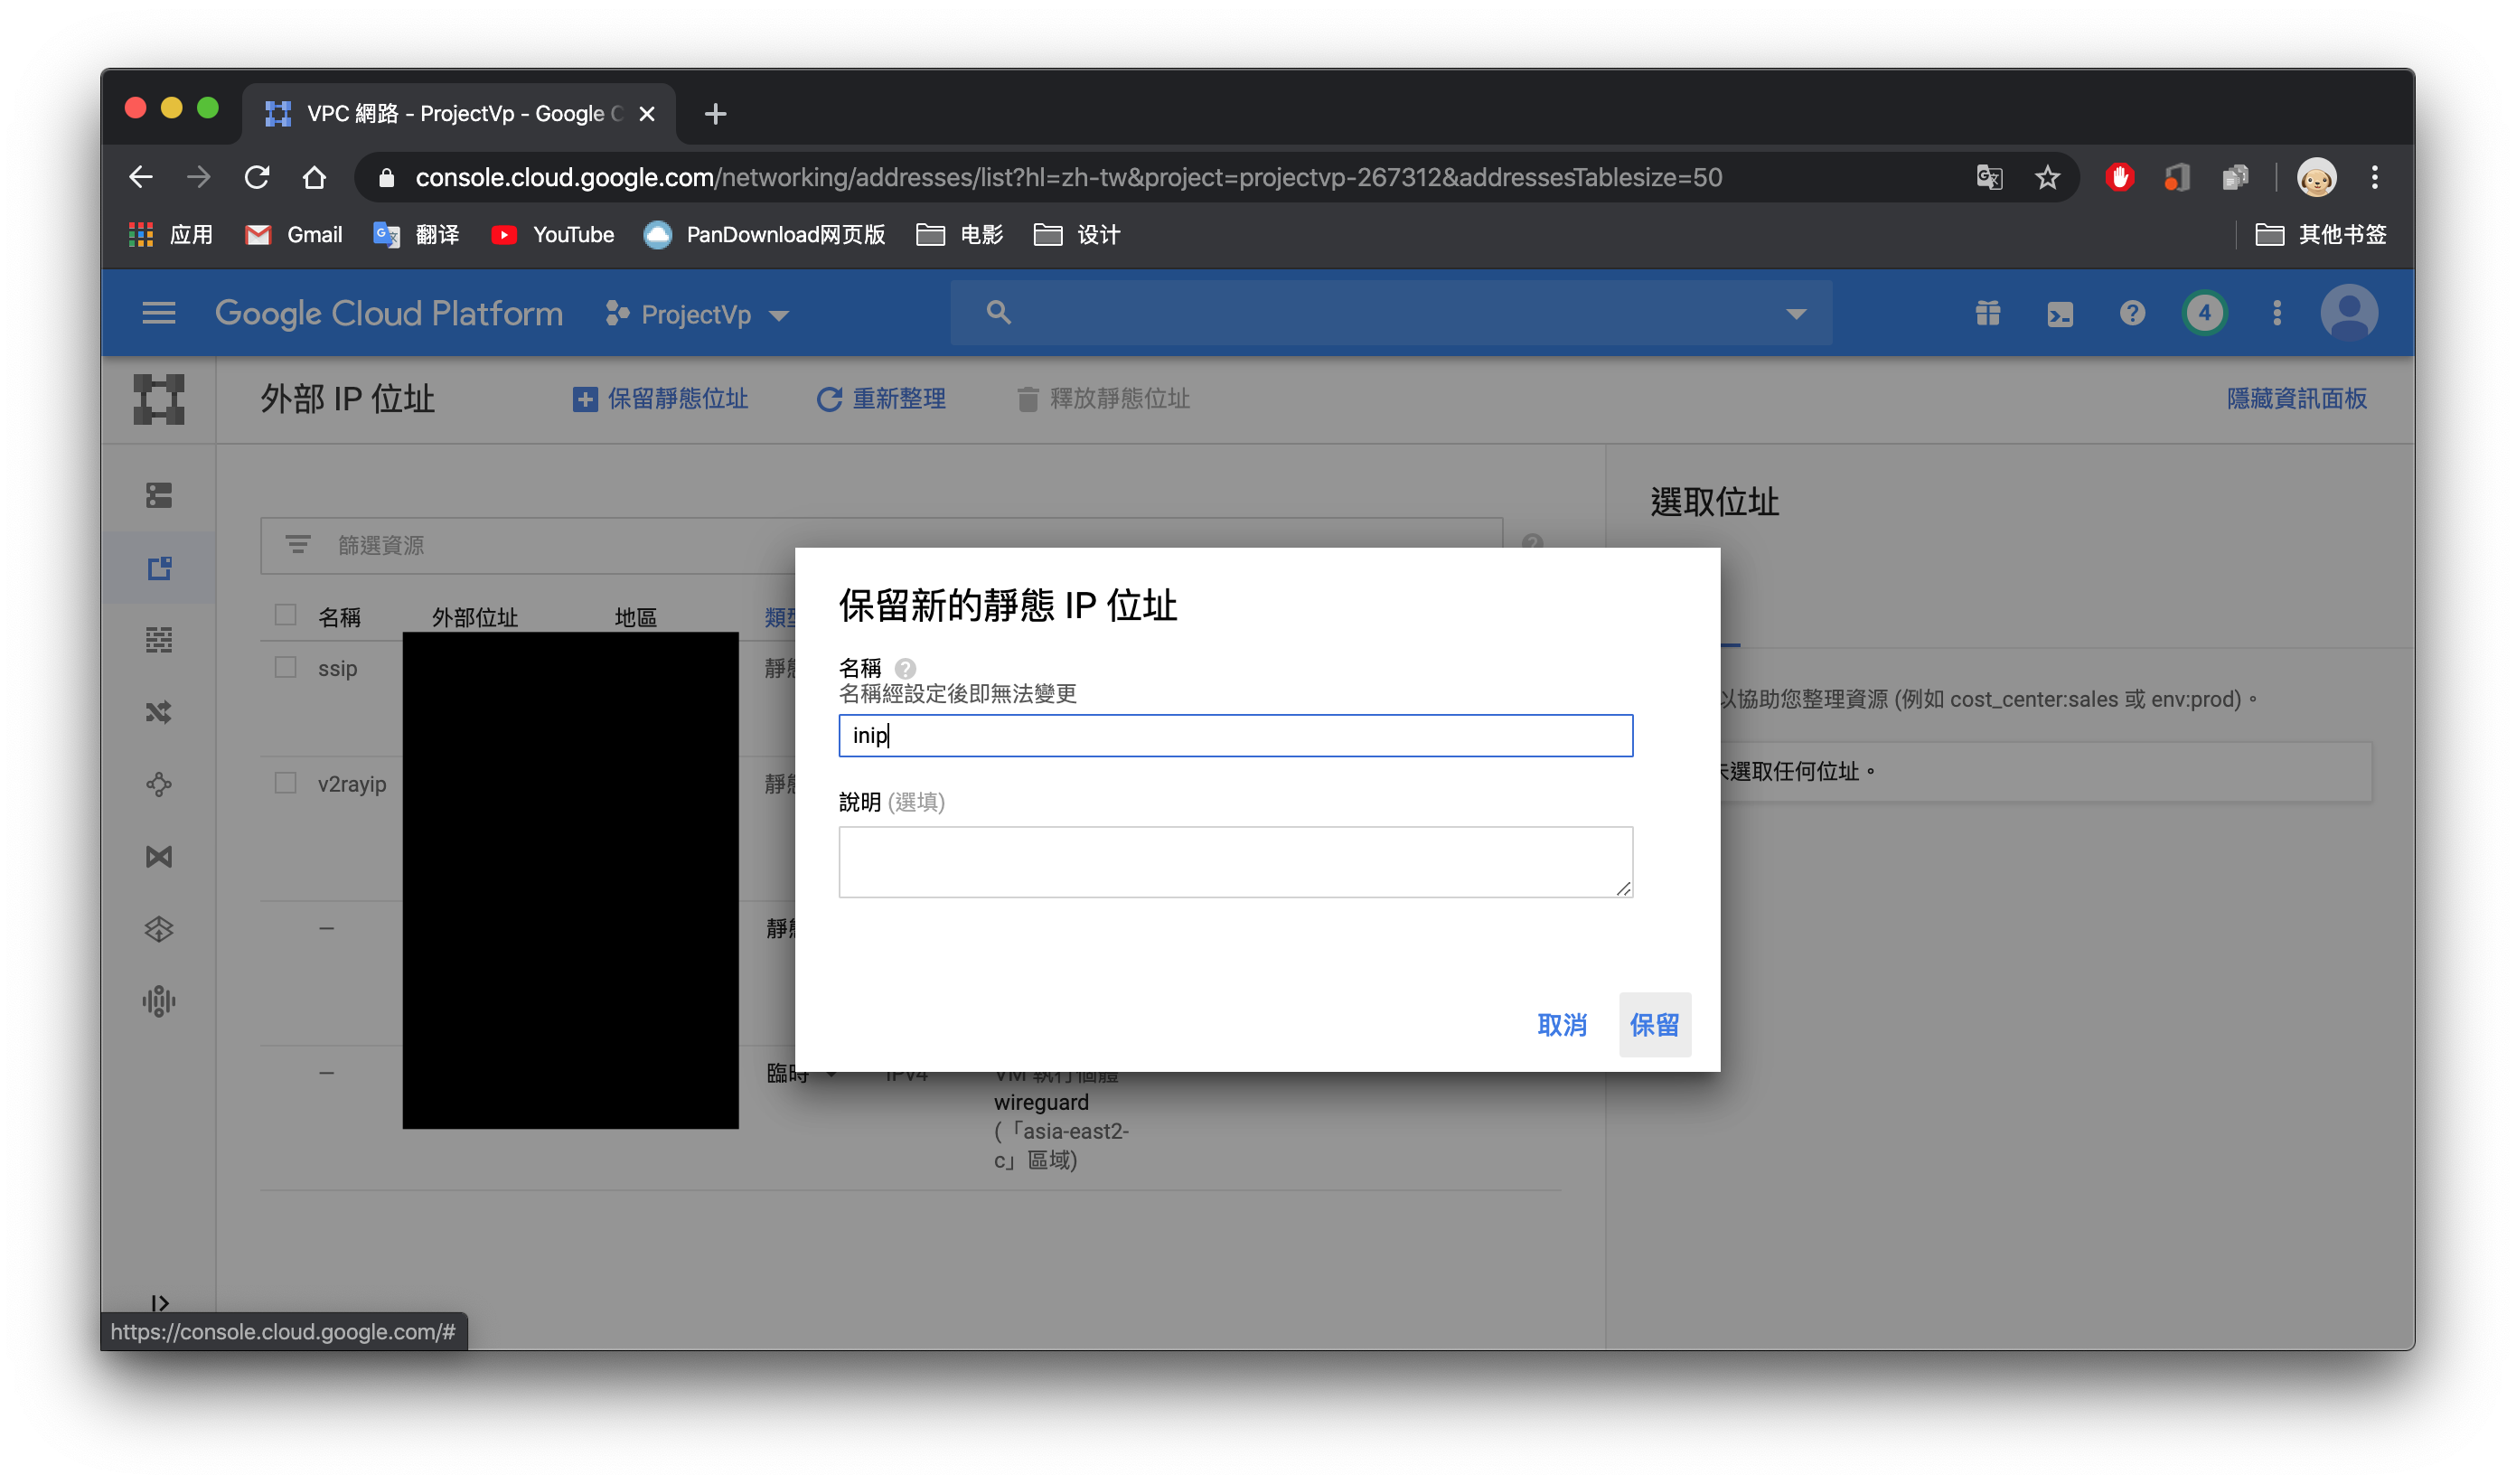 VPC 網路 - ProjectVp - Google C
console.cloud.google.com/networking/addresses/list?hl=zh-tw&project=projectvp-267312&addressesTablesize=50
应用 Gmail 翻译 YouTube PanDownload网页版 电影 设计 其他书签
Google Cloud Platform ProjectVp 4
外部 IP 位址 保留靜態位址 重新整理 釋放靜態位址 隱藏資訊面板
選取位址
篩選資源
名稱 外部位址 地區 類型
保留新的靜態 IP 位址
名稱
名稱經設定後即無法變更
inip
說明 (選填)
取消 保留
ssip 靜態
v2rayip 靜態
— 靜態
— 臨時 IPv4 VM 執行個體
wireguard
(「asia-east2-
c」區域)
以協助您整理資源 (例如 cost_center:sales 或 env:prod)。
未選取任何位址。
https://console.cloud.google.com/#